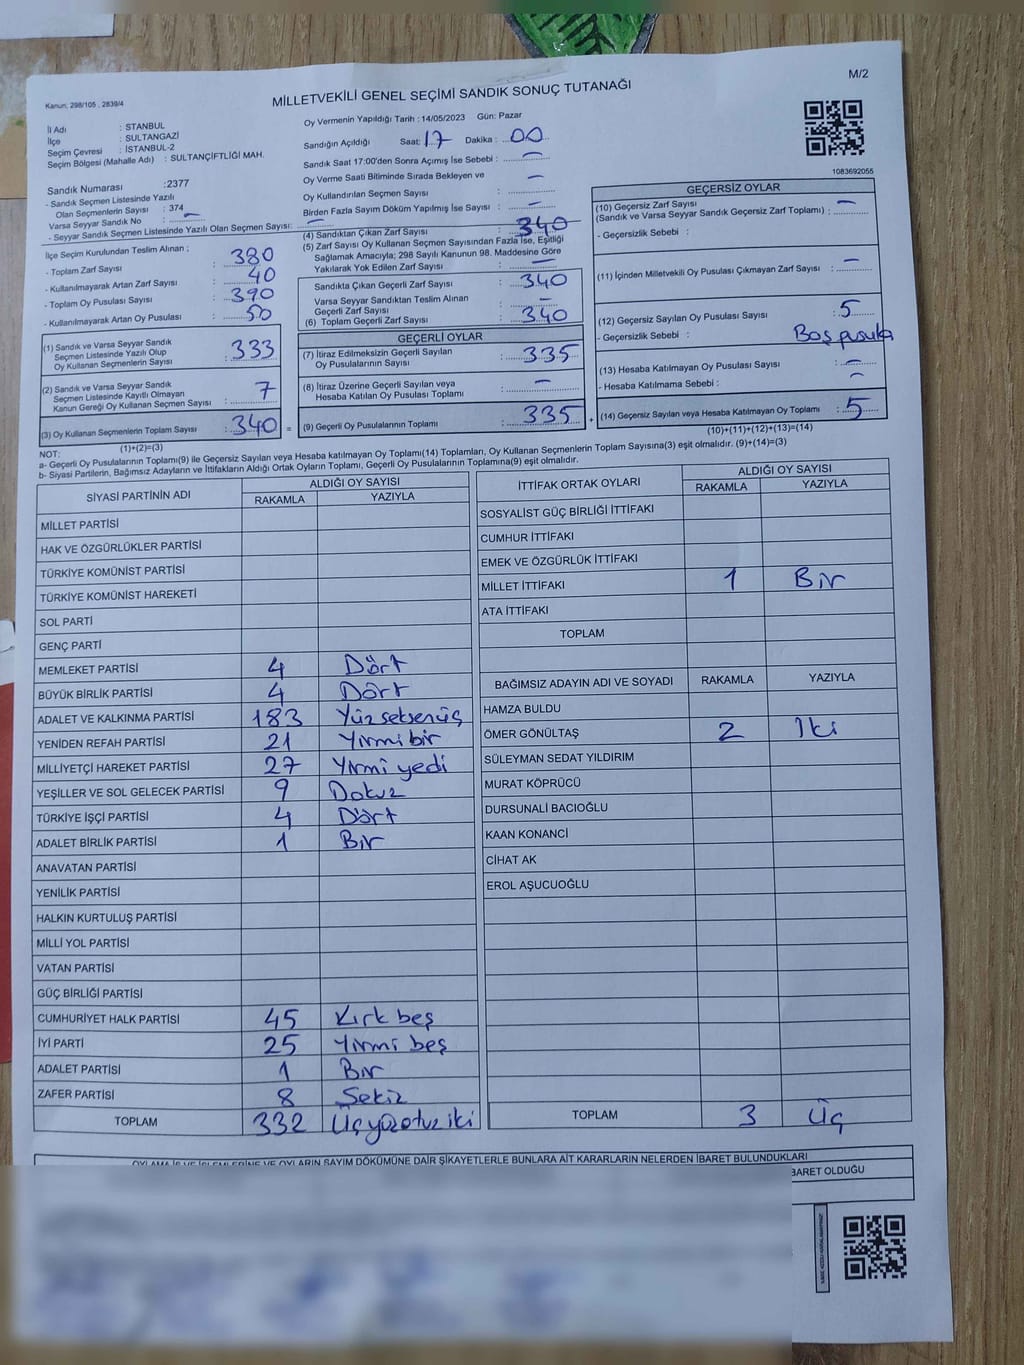 M/2
Kanun, 298/105 , 2839/4
MİLLETVEKİLİ GENEL SEÇİMİ SANDIK SONUÇ TUTANAĞI
İl Adı : STANBUL
İlçe : SULTANGAZİ
Seçim Çevresi : İSTANBUL-2
Seçim Bölgesi (Mahalle Adı) : SULTANÇİFTLİĞİ MAH.
Sandık Numarası :2377
- Sandık Seçmen Listesinde Yazılı
Olan Seçmenlerin Sayısı : 374
Varsa Seyyar Sandık No : –
- Seyyar Sandık Seçmen Listesinde Yazılı Olan Seçmen Sayısı: –
Oy Vermenin Yapıldığı Tarih : 14/05/2023 Gün: Pazar
Sandığın Açıldığı Saat: 17 Dakika : 00
Sandık Saat 17:00'den Sonra Açımış İse Sebebi : –
Oy Verme Saati Bitiminde Sırada Bekleyen ve –
Oy Kullandırılan Seçmen Sayısı :
Birden Fazla Sayım Döküm Yapılmış İse Sayısı : –
1083692055
İlçe Seçim Kurulundan Teslim Alınan ;
- Toplam Zarf Sayısı : 380
- Kullanılmayarak Artan Zarf Sayısı : 40
- Toplam Oy Pusulası Sayısı : 390
- Kullanılmayarak Artan Oy Pusulası : 50
(1) Sandık ve Varsa Seyyar Sandık
Seçmen Listesinde Yazılı Olup
Oy Kullanan Seçmenlerin Sayısı : 333
(2) Sandık ve Varsa Seyyar Sandık
Seçmen Listesinde Kayıtlı Olmayan
Kanun Gereği Oy Kullanan Seçmen Sayısı : 7
(3) Oy Kullanan Seçmenlerin Toplam Sayısı : 340 =
(1)+(2)=(3)
(4) Sandıktan Çıkan Zarf Sayısı : 340
(5) Zarf Sayısı Oy Kullanan Seçmen Sayısından Fazla İse, Eşitliği
Sağlamak Amacıyla; 298 Sayılı Kanunun 98. Maddesine Göre
Yakılarak Yok Edilen Zarf Sayısı : –
Sandıkta Çıkan Geçerli Zarf Sayısı : 340
Varsa Seyyar Sandıktan Teslim Alınan
Geçerli Zarf Sayısı : –
(6) Toplam Geçerli Zarf Sayısı : 340
GEÇERLİ OYLAR
(7) İtiraz Edilmeksizin Geçerli Sayılan
Oy Pusulalarının Sayısı : 335
(8) İtiraz Üzerine Geçerli Sayılan veya
Hesaba Katılan Oy Pusulası Toplamı : –
(9) Geçerli Oy Pusulalarının Toplamı : 335 +
GEÇERSİZ OYLAR
(10) Geçersiz Zarf Sayısı
(Sandık ve Varsa Seyyar Sandık Geçersiz Zarf Toplamı) : –
- Geçersizlik Sebebi :
(11) İçinden Milletvekili Oy Pusulası Çıkmayan Zarf Sayısı : –
(12) Geçersiz Sayılan Oy Pusulası Sayısı : 5
- Geçersizlik Sebebi : Boş pusula
(13) Hesaba Katılmayan Oy Pusulası Sayısı : –
- Hesaba Katılmama Sebebi : –
(14) Geçersiz Sayılan veya Hesaba Katılmayan Oy Toplamı : 5
(10)+(11)+(12)+(13)=(14)
NOT:
a- Geçerli Oy Pusulalarının Toplamı(9) ile Geçersiz Sayılan veya Hesaba katılmayan Oy Toplamı(14) Toplamları, Oy Kullanan Seçmenlerin Toplam Sayısına(3) eşit olmalıdır. (9)+(14)=(3)
b- Siyasi Partilerin, Bağımsız Adayların ve İttifakların Aldığı Ortak Oyların Toplamı, Geçerli Oy Pusulalarının Toplamına(9) eşit olmalıdır.
SİYASİ PARTİNİN ADI ALDIĞI OY SAYISI
RAKAMLA YAZIYLA
MİLLET PARTİSİ
HAK VE ÖZGÜRLÜKLER PARTİSİ
TÜRKİYE KOMÜNİST PARTİSİ
TÜRKİYE KOMÜNİST HAREKETİ
SOL PARTİ
GENÇ PARTİ
MEMLEKET PARTİSİ 4 Dört
BÜYÜK BİRLİK PARTİSİ 4 Dört
ADALET VE KALKINMA PARTİSİ 183 Yüz seksenüş
YENİDEN REFAH PARTİSİ 21 Yirmi bir
MİLLİYETÇİ HAREKET PARTİSİ 27 Yirmi yedi
YEŞİLLER VE SOL GELECEK PARTİSİ 9 Dokuz
TÜRKİYE İŞÇİ PARTİSİ 4 Dört
ADALET BİRLİK PARTİSİ 1 Bir
ANAVATAN PARTİSİ
YENİLİK PARTİSİ
HALKIN KURTULUŞ PARTİSİ
MİLLİ YOL PARTİSİ
VATAN PARTİSİ
GÜÇ BİRLİĞİ PARTİSİ
CUMHURİYET HALK PARTİSİ 45 Kırk beş
İYİ PARTİ 25 Yirmi beş
ADALET PARTİSİ 1 Bir
ZAFER PARTİSİ 8 Sekiz
TOPLAM 332 Üçyüzotuz iki
İTTİFAK ORTAK OYLARI ALDIĞI OY SAYISI
RAKAMLA YAZIYLA
SOSYALİST GÜÇ BİRLİĞİ İTTİFAKI
CUMHUR İTTİFAKI
EMEK VE ÖZGÜRLÜK İTTİFAKI
MİLLET İTTİFAKI 1 Bir
ATA İTTİFAKI
TOPLAM
BAĞIMSIZ ADAYIN ADI VE SOYADI RAKAMLA YAZIYLA
HAMZA BULDU
ÖMER GÖNÜLTAŞ 2 İki
SÜLEYMAN SEDAT YILDIRIM
MURAT KÖPRÜCÜ
DURSUNALİ BACIOĞLU
KAAN KONANCİ
CİHAT AK
EROL AŞUCUOĞLU
TOPLAM 3 Üç
OYLAMA İŞ VE İŞLEMLERİNE VE OYLARIN SAYIM DÖKÜMÜNE DAİR ŞİKAYETLERLE BUNLARA AİT KARARLARIN NELERDEN İBARET BULUNDUKLARI
BARET OLDUĞU